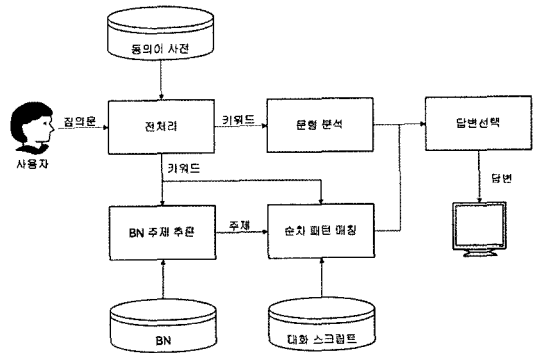 동의어 사전
질의문
사용자
전처리
키워드
문형 분석
답변선택
키워드
답변
BN 주제 추론
주제
순차 패턴 매칭
BN
대화 스크립트